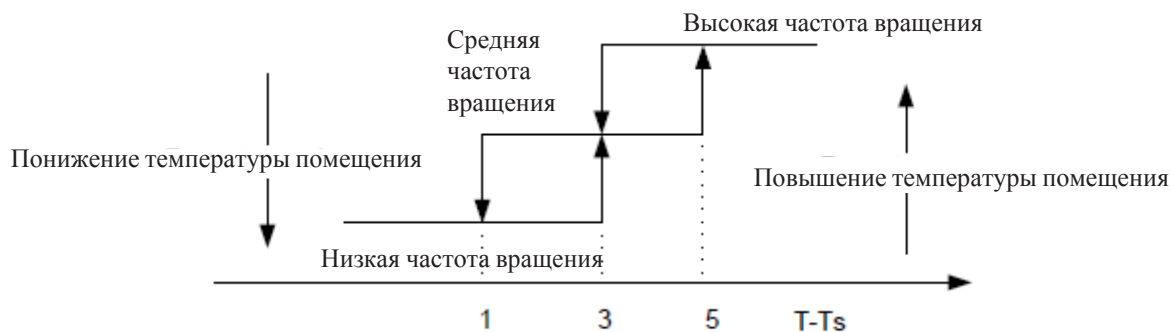 Высокая частота вращения
Средняя
частота
вращения
Понижение температуры помещения
Повышение температуры помещения
Низкая частота вращения
1 3 5 T-Ts